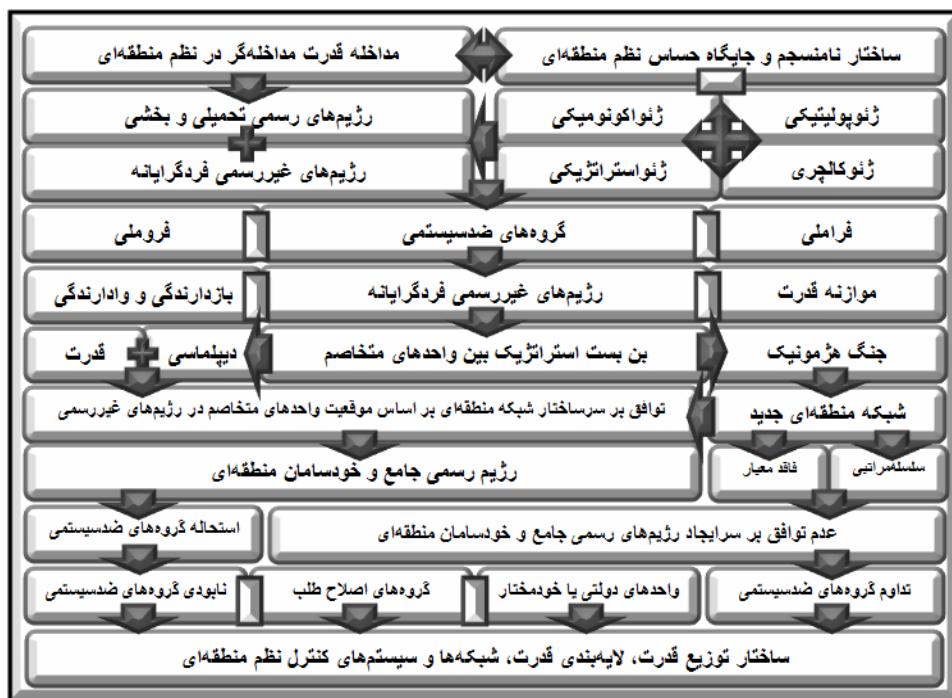 ساختار نامنسجم و جایگاه حساس نظم منطقه‌ای
مداخله قدرت مداخله‌گر در نظم منطقه‌ای
ژئوپولیتیکی
ژئواکونومیکی
رژیم‌های رسمی تحمیلی و بخشی
ژئوکالچری
ژئواستراتژیکی
رژیم‌های غیررسمی فردگرایانه
فراملی
گروه‌های ضدسیستمی
فروملی
موازنه قدرت
رژیم‌های غیررسمی فردگرایانه
بازدارندگی و وادارندگی
جنگ هژمونیک
بن بست استراتژیک بین واحدهای متخاصم
دیپلماسی
قدرت
شبکه منطقه‌ای جدید
توافق بر سرساختار شبکه منطقه‌ای بر اساس موقعیت واحدهای متخاصم در رژیم‌های غیررسمی
سلسله‌مراتبی
فاقد معیار
رژیم رسمی جامع و خودسامان منطقه‌ای
عدم توافق بر سرایجاد رژیم‌های رسمی جامع و خودسامان منطقه‌ای
استحاله گروه‌های ضدسیستمی
تداوم گروه‌های ضدسیستمی
واحدهای دولتی یا خودمختار
گروه‌های اصلاح طلب
نابودی گروه‌های ضدسیستمی
ساختار توزیع قدرت، لایه‌بندی قدرت، شبکه‌ها و سیستم‌های کنترل نظم منطقه‌ای